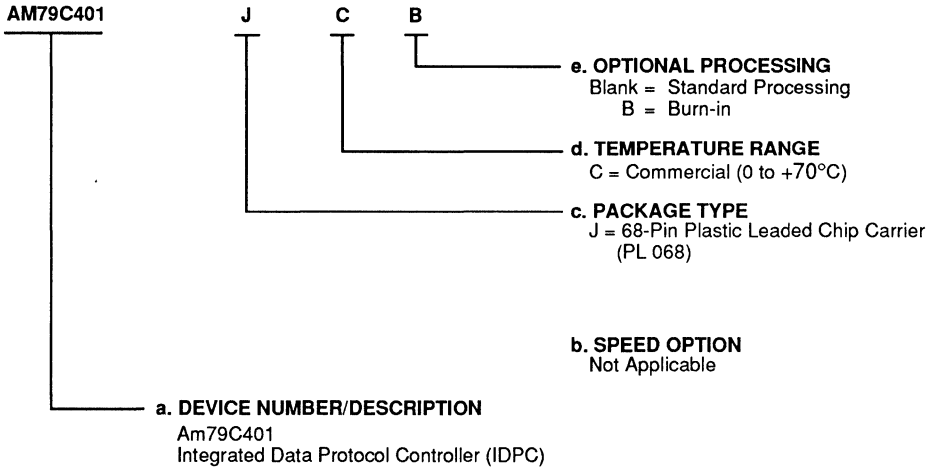 AM79C401 J C B
e. OPTIONAL PROCESSING
Blank = Standard Processing
B = Burn-in
d. TEMPERATURE RANGE
C = Commercial (0 to +70°C)
c. PACKAGE TYPE
J = 68-Pin Plastic Leaded Chip Carrier
(PL 068)
b. SPEED OPTION
Not Applicable
a. DEVICE NUMBER/DESCRIPTION
Am79C401
Integrated Data Protocol Controller (IDPC)